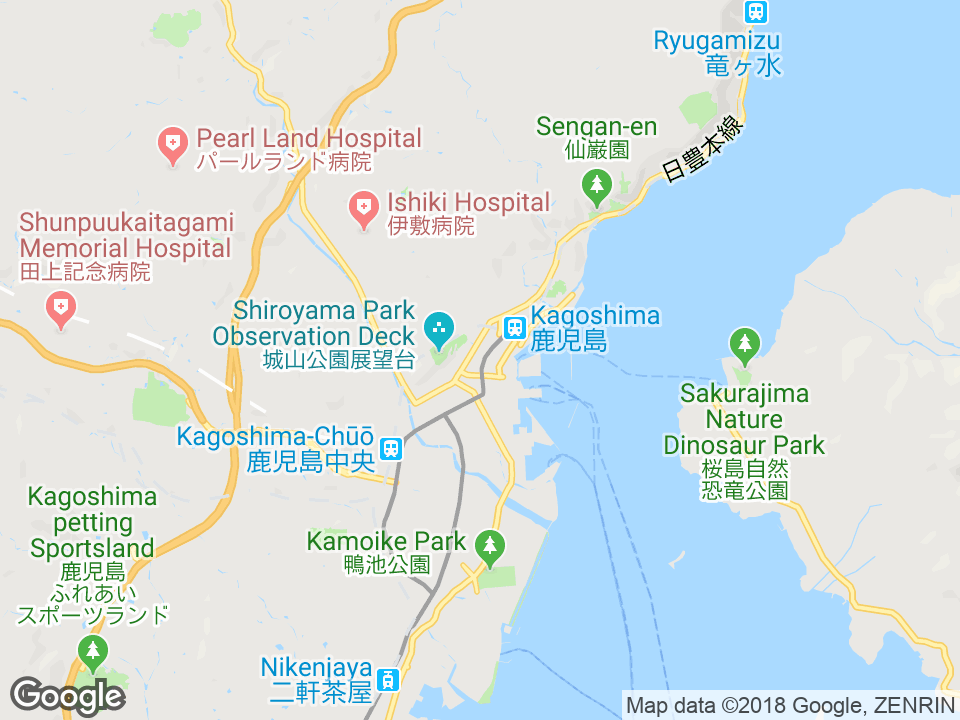 Ryugamizu
竜ヶ水
日豊本線
Sengan-en
仙巌園
Pearl Land Hospital
パールランド病院
Ishiki Hospital
伊敷病院
Shunpuukaitagami
Memorial Hospital
田上記念病院
Shiroyama Park
Observation Deck
城山公園展望台
Kagoshima
鹿児島
Sakurajima
Nature
Dinosaur Park
桜島自然
恐竜公園
Kagoshima-Chūō
鹿児島中央
Kagoshima
petting
Sportsland
鹿児島
ふれあい
スポーツランド
Kamoike Park
鴨池公園
Nikenjaya
二軒茶屋
Google
Map data ©2018 Google, ZENRIN